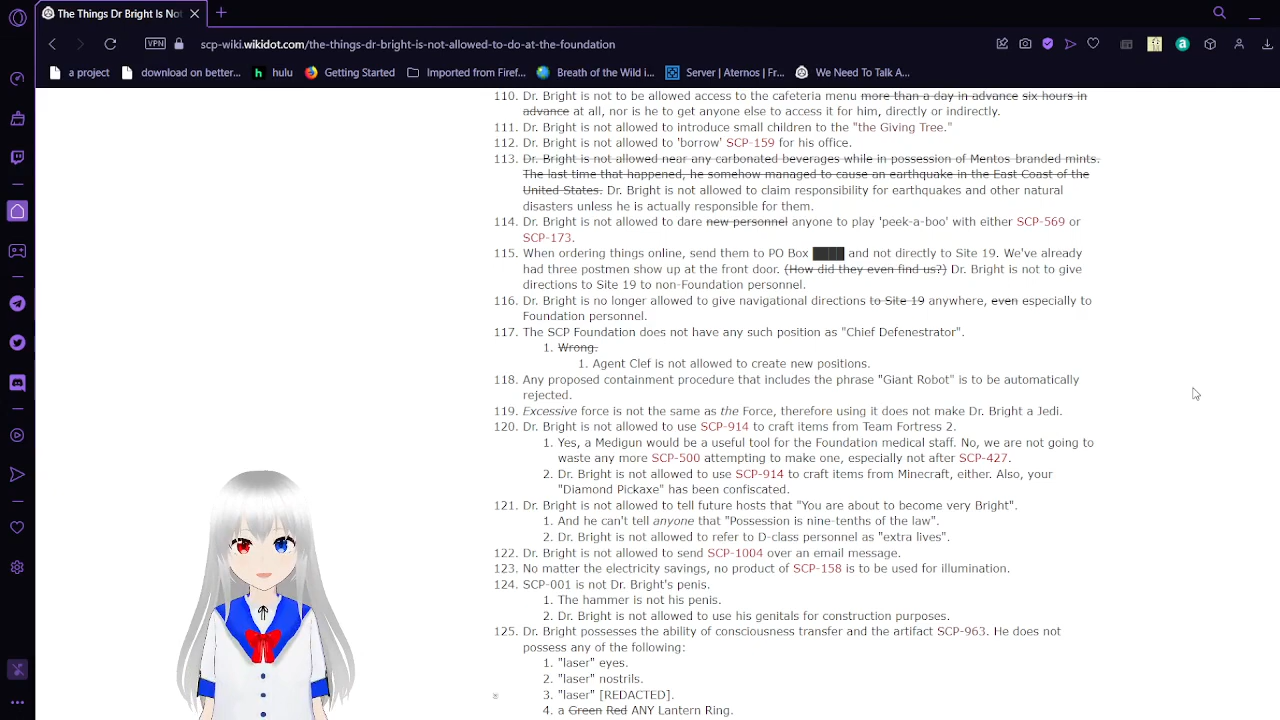 The Things Dr Bright Is Not
scp-wiki.wikidot.com/the-things-dr-bright-is-not-allowed-to-do-at-the-foundation
VPN
a project
download on better...
hulu
Getting Started
Imported from Firef...
Breath of the Wild i...
Server | Aternos | Fr...
We Need To Talk A...
110. Dr. Bright is not to be allowed access to the cafeteria menu more than a day in advance six hours in
advance at all, nor is he to get anyone else to access it for him, directly or indirectly.
111. Dr. Bright is not allowed to introduce small children to the "the Giving Tree."
112. Dr. Bright is not allowed to 'borrow' SCP-159 for his office.
113. Dr. Bright is not allowed near any carbonated beverages while in possession of Mentos branded mints.
The last time that happened, he somehow managed to cause an earthquake in the East Coast of the
United States. Dr. Bright is not allowed to claim responsibility for earthquakes and other natural
disasters unless he is actually responsible for them.
114. Dr. Bright is not allowed to dare new personnel anyone to play 'peek-a-boo' with either SCP-569 or
SCP-173.
115. When ordering things online, send them to PO Box ████ and not directly to Site 19. We've already
had three postmen show up at the front door. (How did they even find us?) Dr. Bright is not to give
directions to Site 19 to non-Foundation personnel.
116. Dr. Bright is no longer allowed to give navigational directions to Site 19 anywhere, even especially to
Foundation personnel.
117. The SCP Foundation does not have any such position as "Chief Defenestrator".
1. Wrong.
1. Agent Clef is not allowed to create new positions.
118. Any proposed containment procedure that includes the phrase "Giant Robot" is to be automatically
rejected.
119. Excessive force is not the same as the Force, therefore using it does not make Dr. Bright a Jedi.
120. Dr. Bright is not allowed to use SCP-914 to craft items from Team Fortress 2.
1. Yes, a Medigun would be a useful tool for the Foundation medical staff. No, we are not going to
waste any more SCP-500 attempting to make one, especially not after SCP-427.
2. Dr. Bright is not allowed to use SCP-914 to craft items from Minecraft, either. Also, your
"Diamond Pickaxe" has been confiscated.
121. Dr. Bright is not allowed to tell future hosts that "You are about to become very Bright".
1. And he can't tell anyone that "Possession is nine-tenths of the law".
2. Dr. Bright is not allowed to refer to D-class personnel as "extra lives".
122. Dr. Bright is not allowed to send SCP-1004 over an email message.
123. No matter the electricity savings, no product of SCP-158 is to be used for illumination.
124. SCP-001 is not Dr. Bright's penis.
1. The hammer is not his penis.
2. Dr. Bright is not allowed to use his genitals for construction purposes.
125. Dr. Bright possesses the ability of consciousness transfer and the artifact SCP-963. He does not
possess any of the following:
1. "laser" eyes.
2. "laser" nostrils.
3. "laser" [REDACTED].
4. a Green Red ANY Lantern Ring.